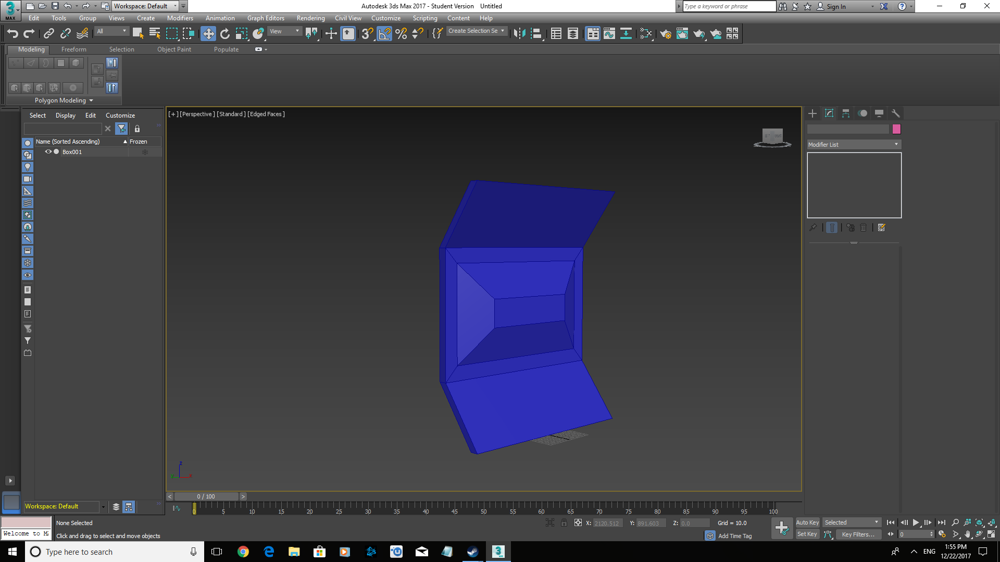 Workspace: Default
Autodesk 3ds Max 2017 - Student Version Untitled
Type a keyword or phrase
Sign In
3
MAX
Edit Tools Group Views Create Modifiers Animation Graph Editors Rendering Civil View Customize Scripting Content Help
All
View
Create Selection Se
Modeling Freeform Selection Object Paint Populate
Polygon Modeling
Select Display Edit Customize
Name (Sorted Ascending) Frozen
Box001
[+] [Perspective] [Standard] [Edged Faces]
Modifier List
z
y x
0 / 100
Workspace: Default
0 5 10 15 20 25 30 35 40 45 50 55 60 65 70 75 80 85 90 95 100
None Selected
X: 2120.512 Y: 891.603 Z: 0.0 Grid = 10.0
Auto Key Selected
Welcome to M
Click and drag to select and move objects
Add Time Tag
Set Key Key Filters... 0
Type here to search
3
MAX
ENG
1:55 PM
12/22/2017